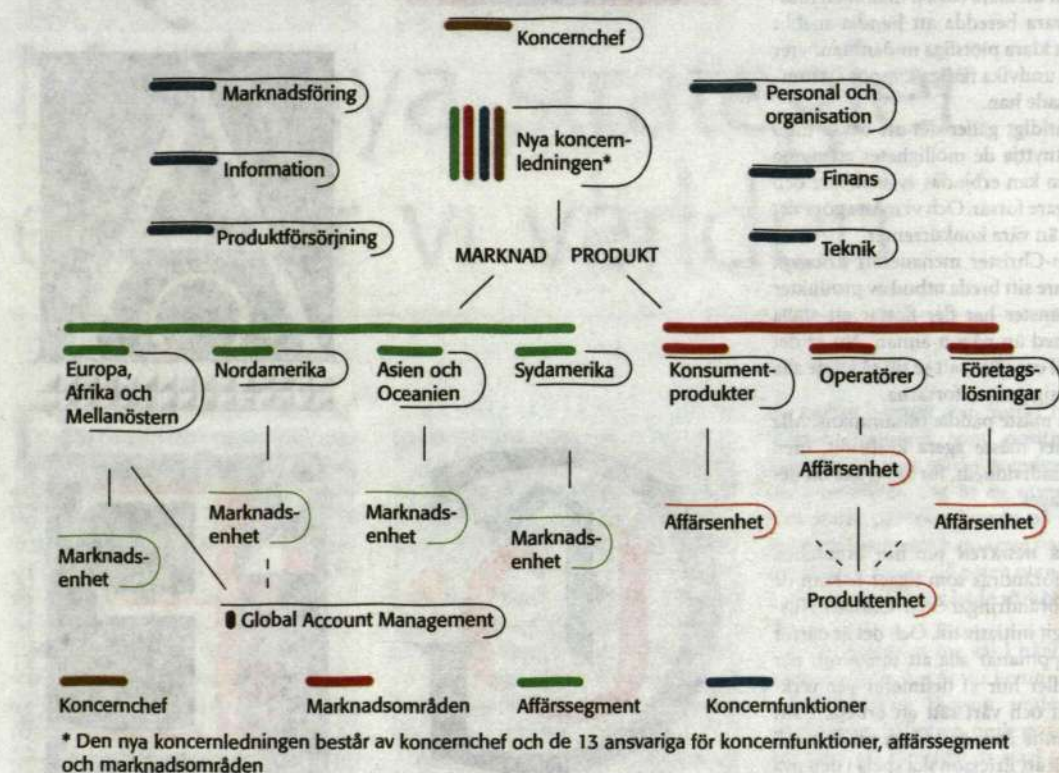 Koncernchef
Marknadsföring
Information
Produktförsörjning
Nya koncern-
ledningen*
Personal och
organisation
Finans
Teknik
MARKNAD PRODUKT
Europa,
Afrika och
Mellanöstern
Nordamerika
Asien och
Oceanien
Sydamerika
Konsument-
produkter
Operatörer
Företags-
lösningar
Marknads-
enhet
Marknads-
enhet
Marknads-
enhet
Marknads-
enhet
Affärsenhet
Affärsenhet
Affärsenhet
Produktenhet
Global Account Management
Koncernchef
Marknadsområden
Affärssegment
Koncernfunktioner
* Den nya koncernledningen består av koncernchef och de 13 ansvariga för koncernfunktioner, affärssegment
och marknadsområden